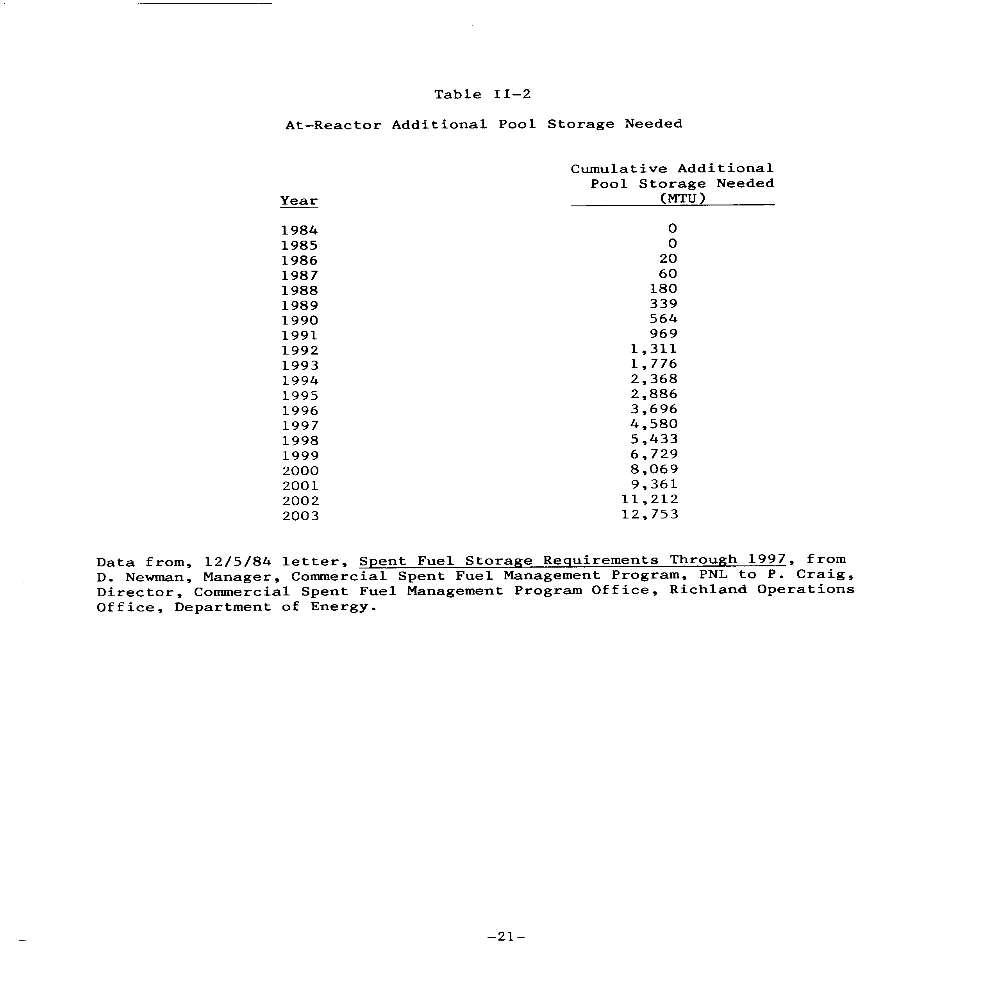 Table II-2
At-Reactor Additional Pool Storage Needed
Cumulative Additional
Pool Storage Needed
Year (MTU)
1984 0
1985 0
1986 20
1987 60
1988 180
1989 339
1990 564
1991 969
1992 1,311
1993 1,776
1994 2,368
1995 2,886
1996 3,696
1997 4,580
1998 5,433
1999 6,729
2000 8,069
2001 9,361
2002 11,212
2003 12,753
Data from, 12/5/84 letter, Spent Fuel Storage Requirements Through 1997, from
D. Newman, Manager, Commercial Spent Fuel Management Program, PNL to P. Craig,
Director, Commercial Spent Fuel Management Program Office, Richland Operations
Office, Department of Energy.
-21-